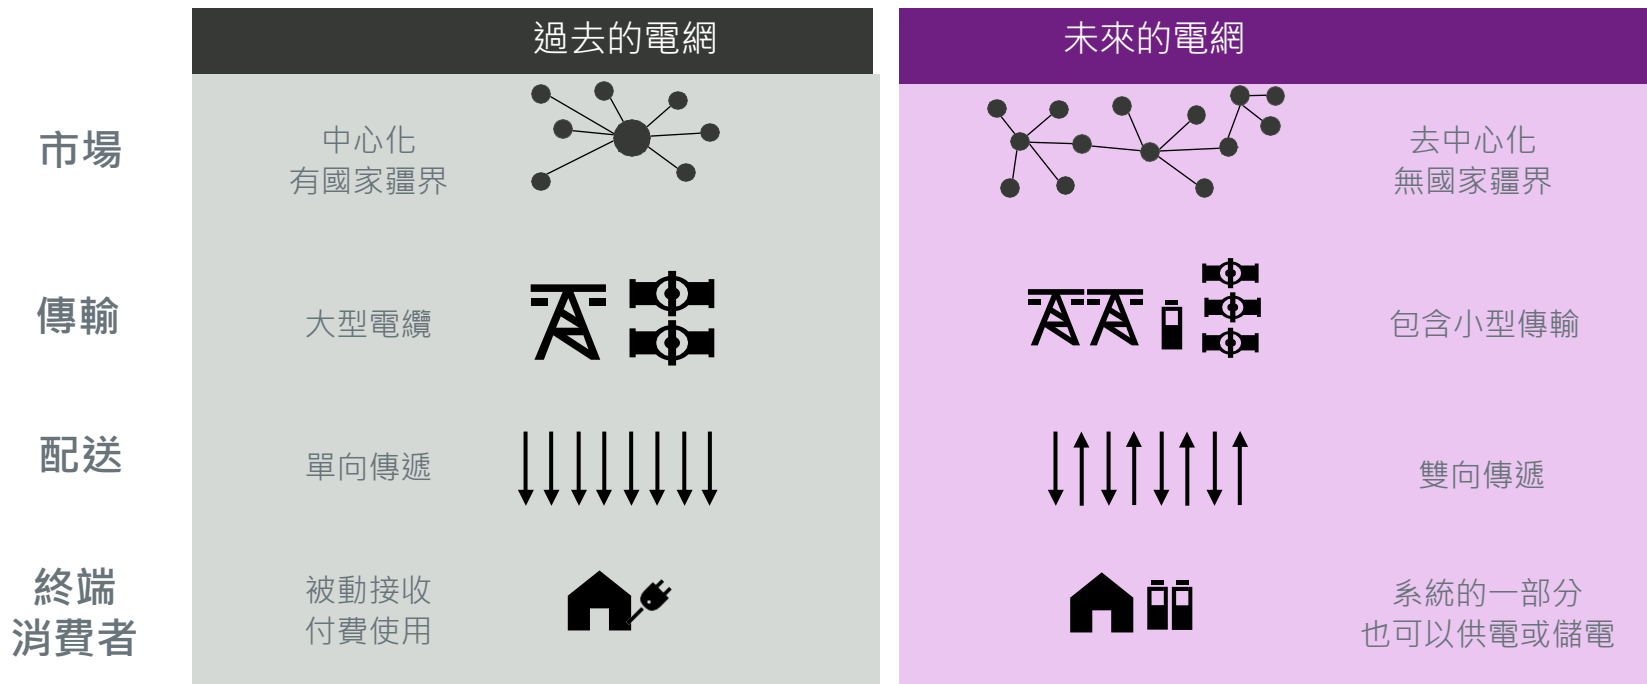 過去的電網
未來的電網
市場
中心化
有國家疆界
去中心化
無國家疆界
傳輸
大型電纜
包含小型傳輸
配送
單向傳遞
雙向傳遞
終端
消費者
被動接收
付費使用
系統的一部分
也可以供電或儲電